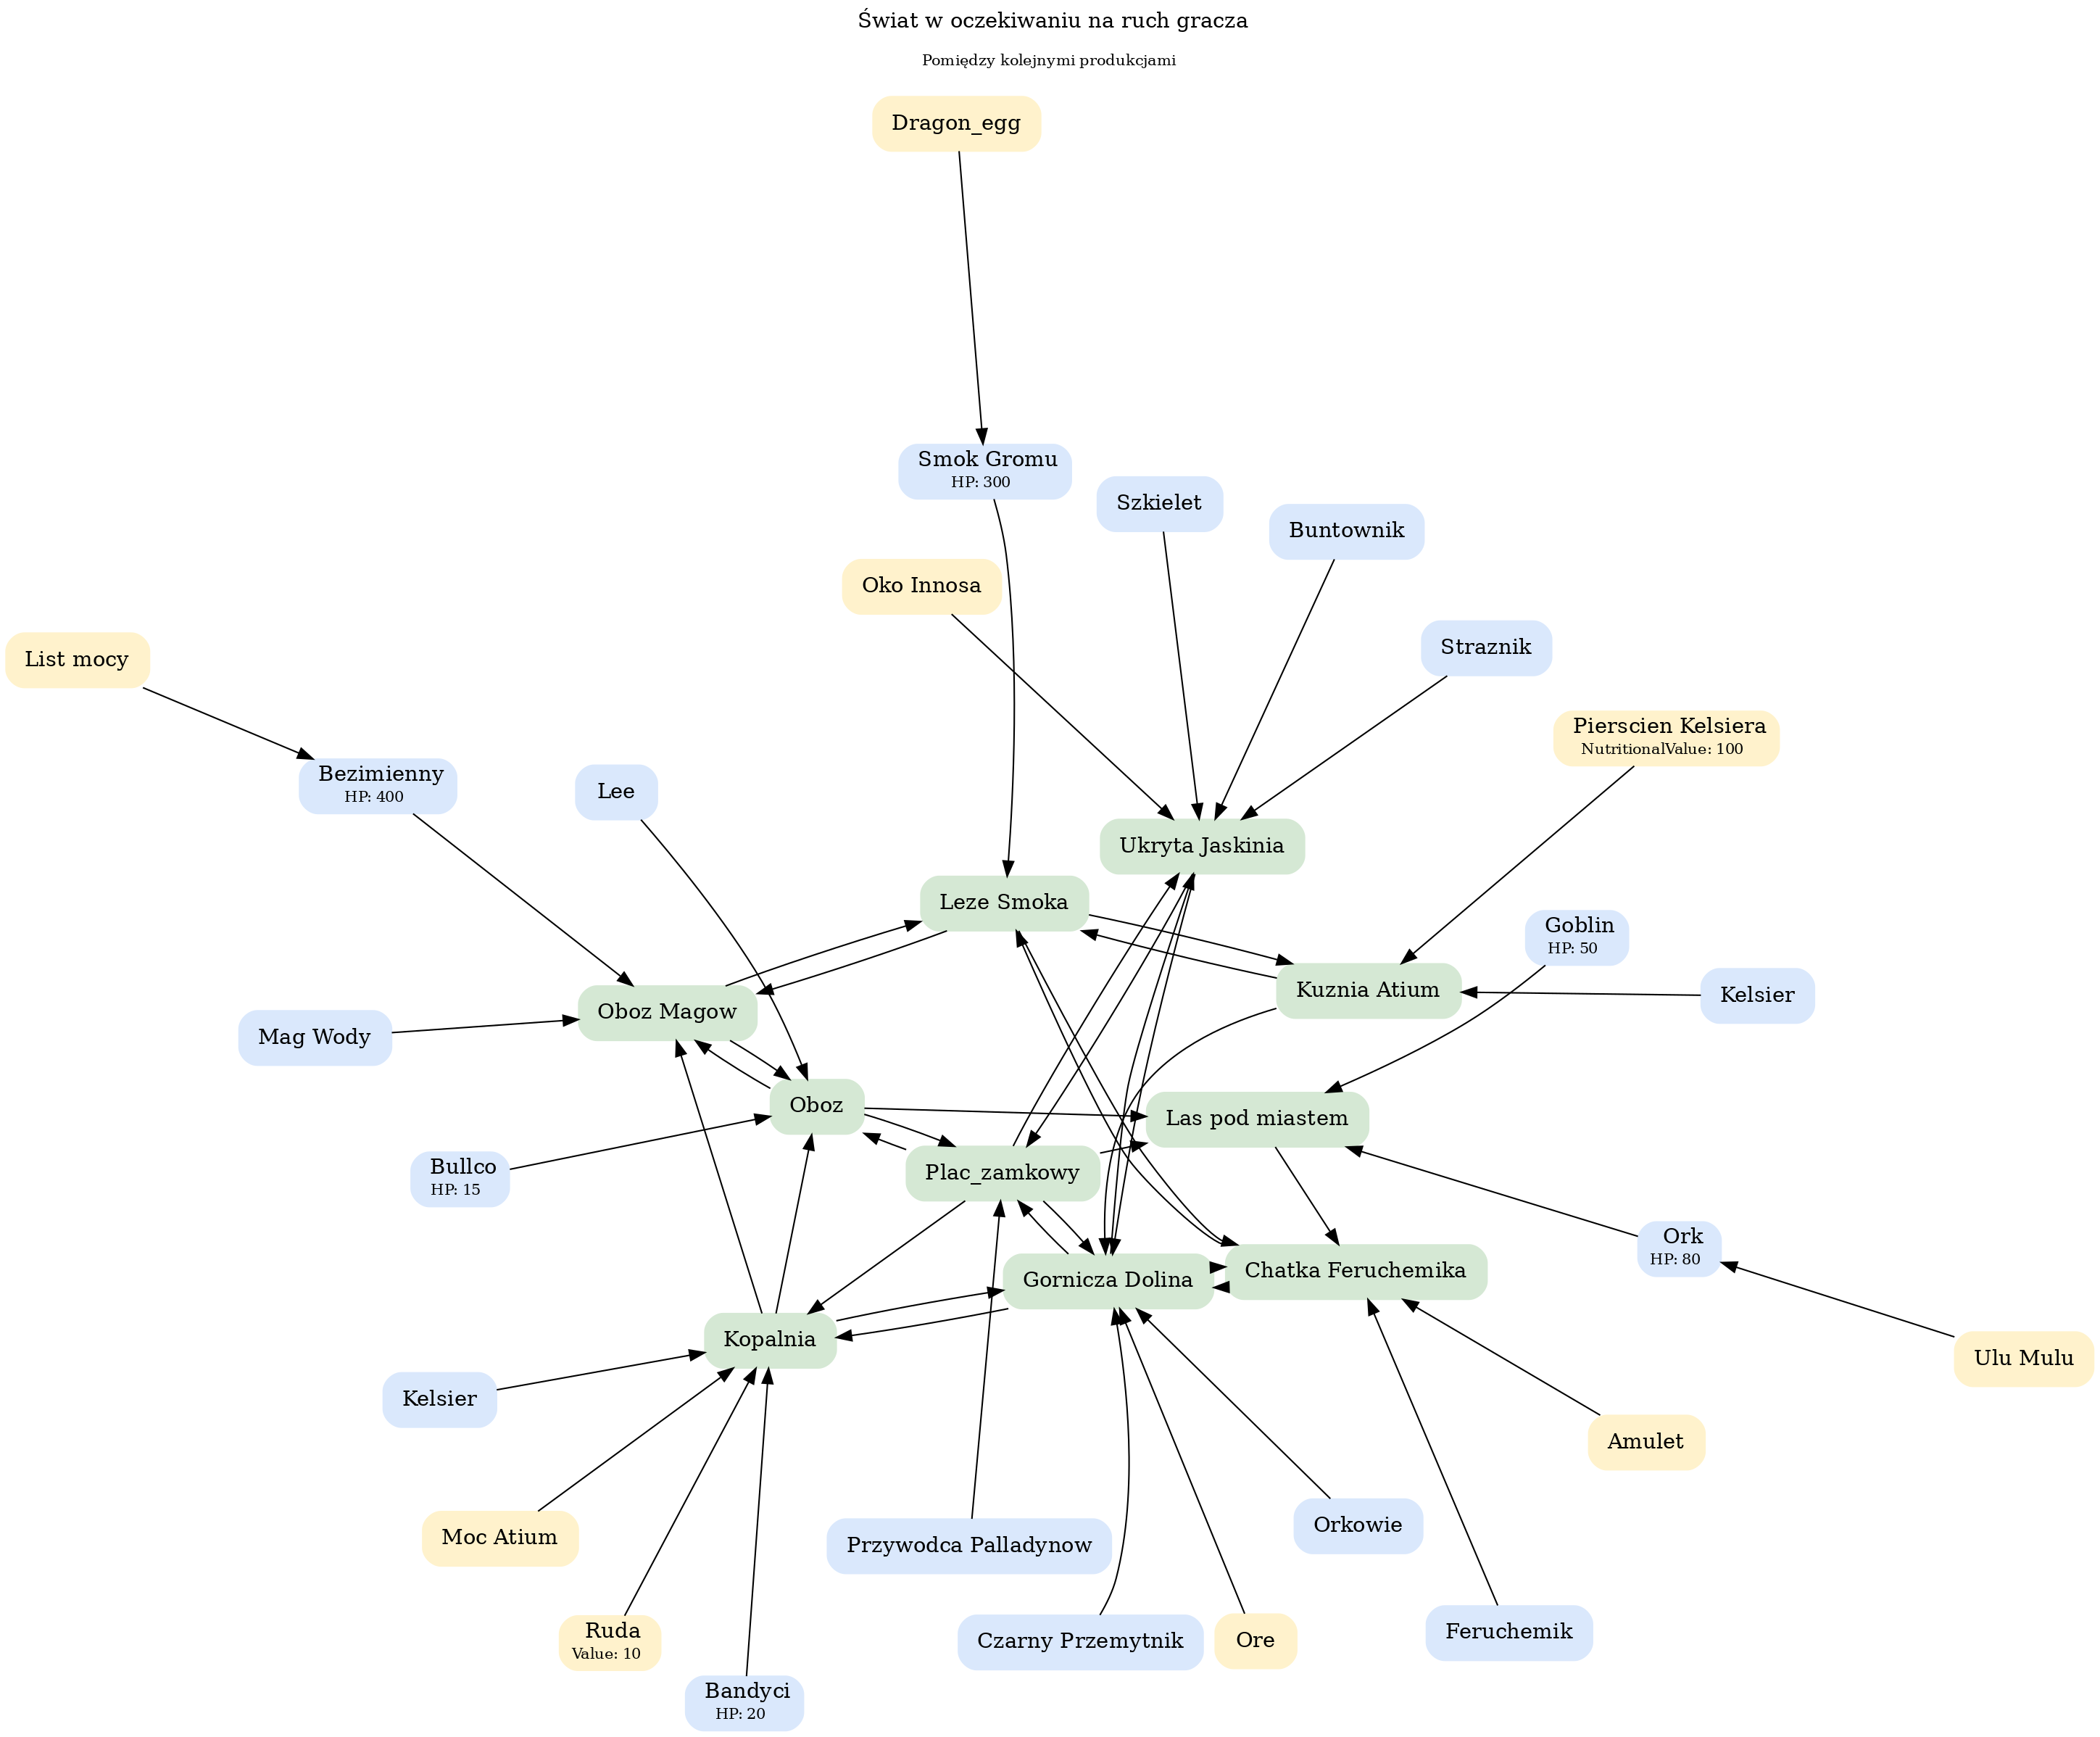 Świat w oczekiwaniu na ruch gracza
Pomiędzy kolejnymi produkcjami
Dragon_egg
Smok Gromu
HP: 300
Szkielet
Buntownik
Oko Innosa
Straznik
List mocy
Pierscien Kelsiera
NutritionalValue: 100
Bezimienny
HP: 400
Lee
Ukryta Jaskinia
Leze Smoka
Goblin
HP: 50
Kuznia Atium
Kelsier
Oboz Magow
Mag Wody
Oboz
Las pod miastem
Bullco
HP: 15
Plac_zamkowy
Ork
HP: 80
Gornicza Dolina
Chatka Feruchemika
Kopalnia
Ulu Mulu
Kelsier
Amulet
Moc Atium
Przywodca Palladynow
Orkowie
Ruda
Value: 10
Czarny Przemytnik
Ore
Feruchemik
Bandyci
HP: 20